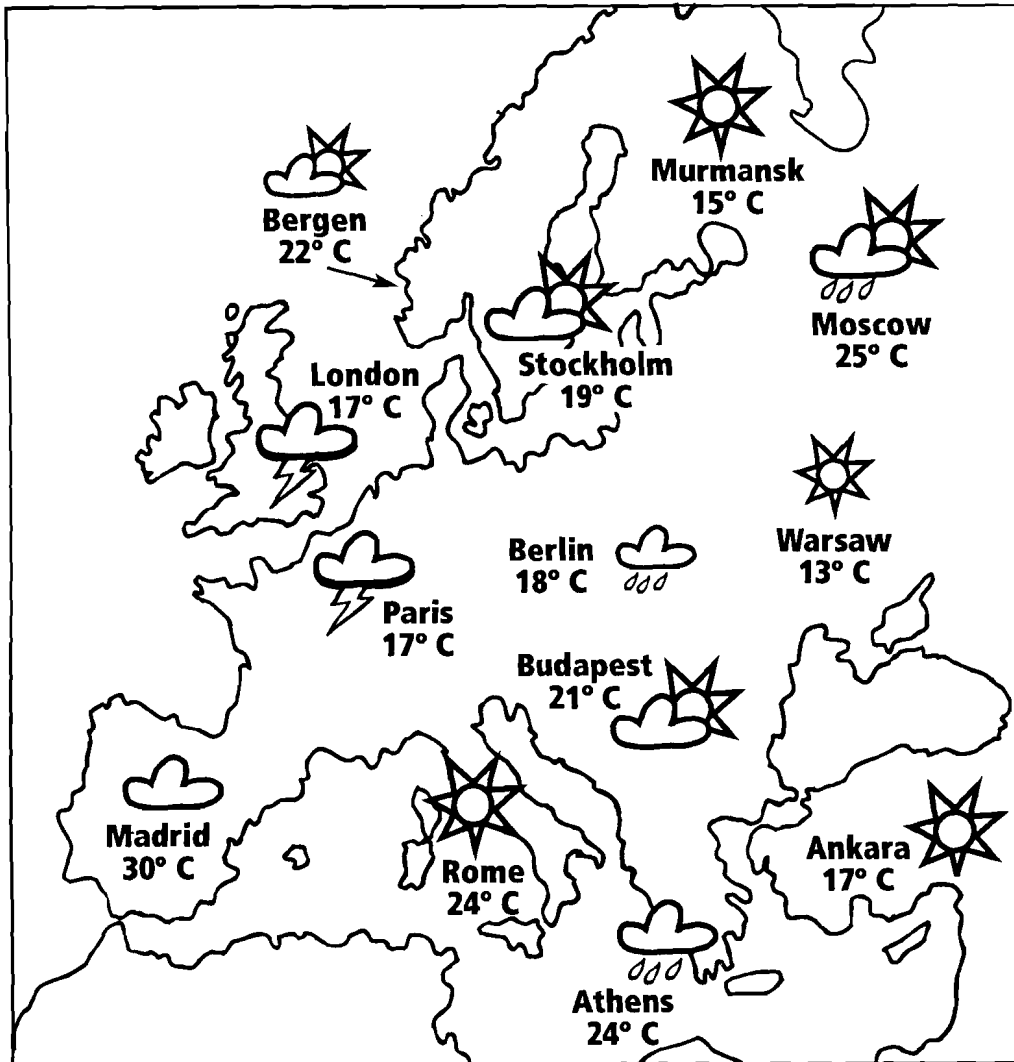 Murmansk
15° C
Bergen
22° C
Moscow
25° C
Stockholm
19° C
London
17° C
Warsaw
13° C
Berlin
18° C
Paris
17° C
Budapest
21° C
Madrid
30° C
Rome
24° C
Ankara
17° C
Athens
24° C